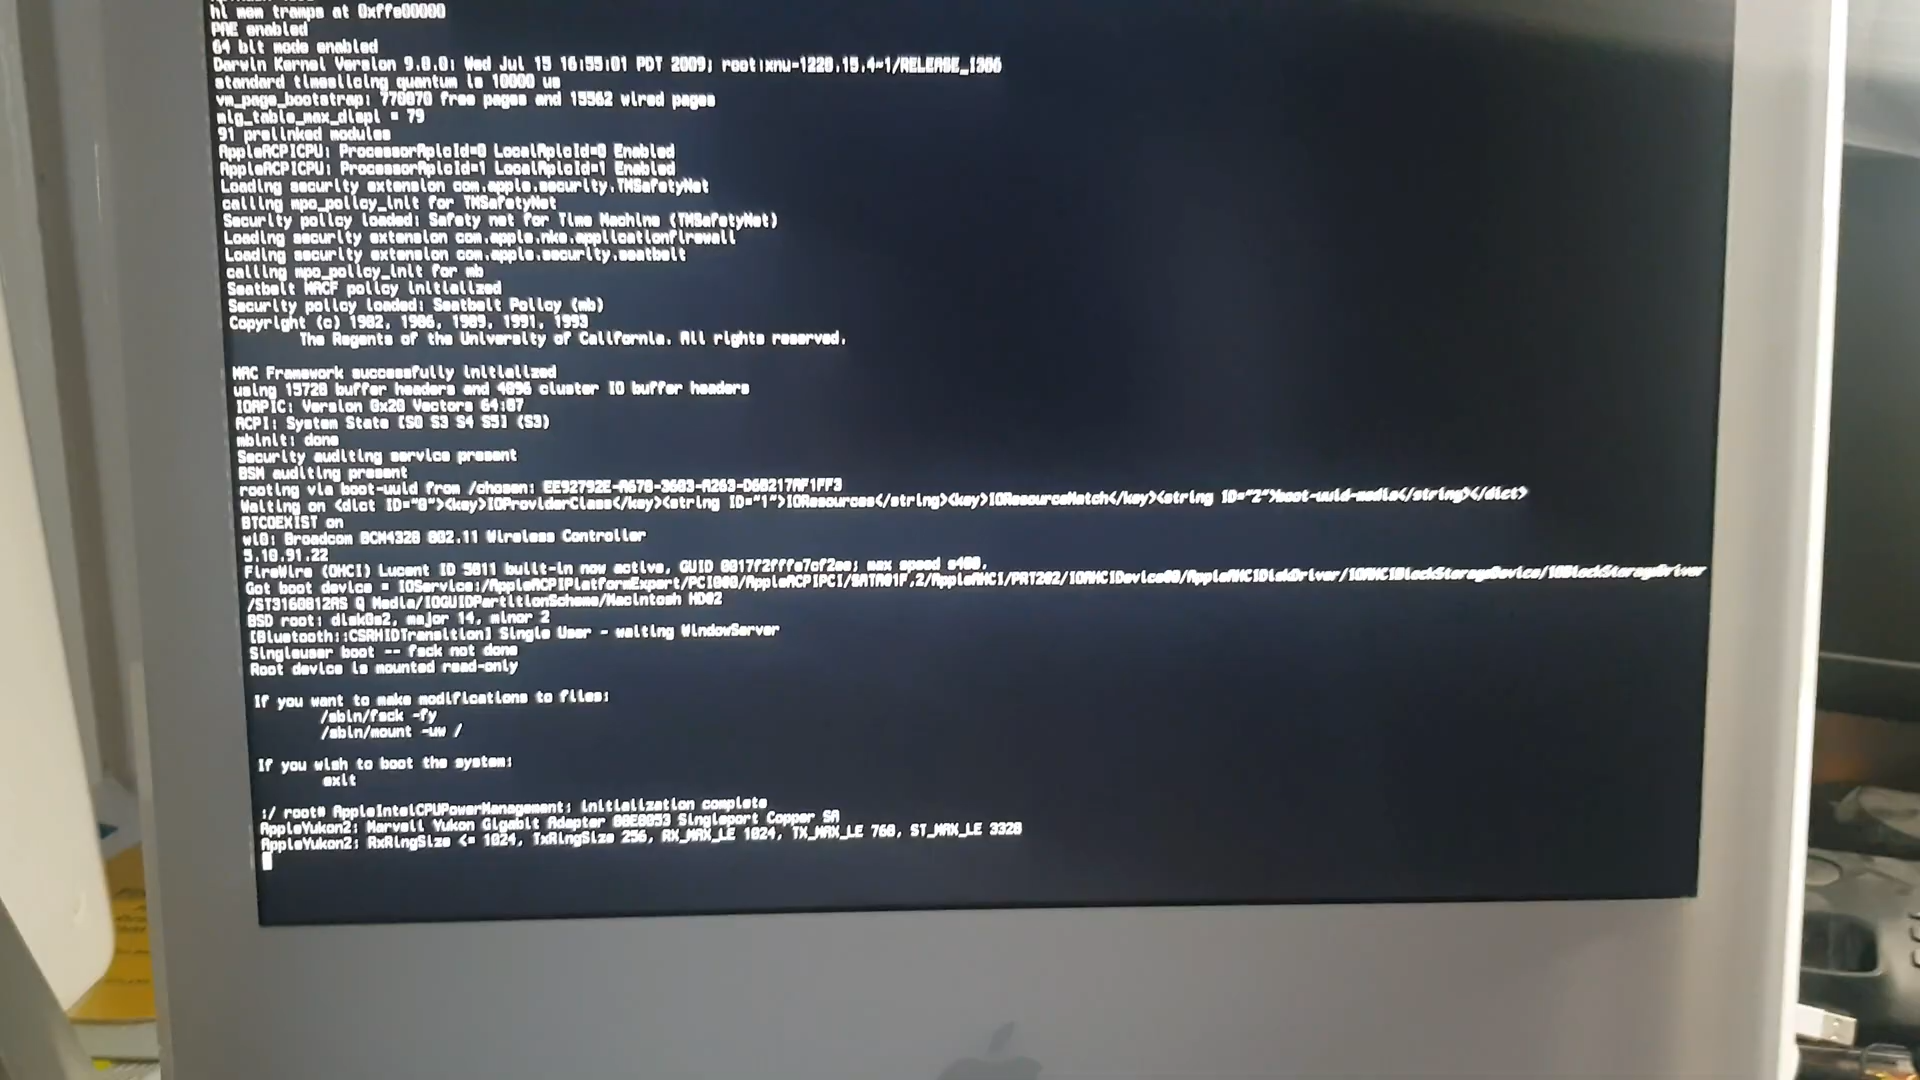 hi mem tramps at 0xffe00000
PAE enabled
64 bit mode enabled
Darwin Kernel Version 9.8.0: Wed Jul 15 16:55:01 PDT 2009; root:xnu-1228.15.4~1/RELEASE_I386
standard timeslicing quantum is 10000 us
vm_page_bootstrap: 770870 free pages and 15562 wired pages
mig_table_max_displ = 79
91 prelinked modules
AppleACPICPU: ProcessorApicId=0 LocalApicId=0 Enabled
AppleACPICPU: ProcessorApicId=1 LocalApicId=1 Enabled
Loading security extension com.apple.security.TMSafetyNet
calling mpo_policy_init for TMSafetyNet
Security policy loaded: Safety net for Time Machine (TMSafetyNet)
Loading security extension com.apple.nke.applicationfirewall
Loading security extension com.apple.security.seatbelt
calling mpo_policy_init for mb
Seatbelt MACF policy initialized
Security policy loaded: Seatbelt Policy (mb)
Copyright (c) 1982, 1986, 1989, 1991, 1993
The Regents of the University of California. All rights reserved.
MAC Framework successfully initialized
using 15728 buffer headers and 4096 cluster IO buffer headers
IOAPIC: Version 0x20 Vectors 64:87
ACPI: System State [S0 S3 S4 S5] (S3)
mbinit: done
Security auditing service present
BSM auditing present
rooting via boot-uuid from /chosen: EE92792E-A678-3603-A263-D68217AF1FF3
Waiting on <dict ID="0"><key>IOProviderClass</key><string ID="1">IOResources</string><key>IOResourceMatch</key><string ID="2">boot-uuid-media</string></dict>
BTCOEXIST on
wl0: Broadcom BCM4328 802.11 Wireless Controller
5.10.91.22
FireWire (OHCI) Lucent ID 5811 built-in now active, GUID 0017f2fffe7cf2ee; max speed s400.
Got boot device = IOService:/AppleACPIPlatformExpert/PCI0@0/AppleACPIPCI/SATA@1F,2/AppleAHCI/PRT2@2/IOAHCIDevice@0/AppleAHCIDiskDriver/IOAHCIBlockStorageDevice/IOBlockStorageDriver
/ST3160812AS Q Media/IOGUIDPartitionScheme/Macintosh HD@2
BSD root: disk0s2, major 14, minor 2
[Bluetooth::CSRHIDTransition] Single User - waiting WindowServer
Singleuser boot -- fsck not done
Root device is mounted read-only
If you want to make modifications to files:
/sbin/fsck -fy
/sbin/mount -uw /
If you wish to boot the system:
exit
:/ root# AppleIntelCPUPowerManagement: initialization complete
AppleYukon2: Marvell Yukon Gigabit Adapter 88E8053 Singleport Copper SA
AppleYukon2: RxRingSize <= 1024, TxRingSize 256, RX_MAX_LE 1024, TX_MAX_LE 768, ST_MAX_LE 3328